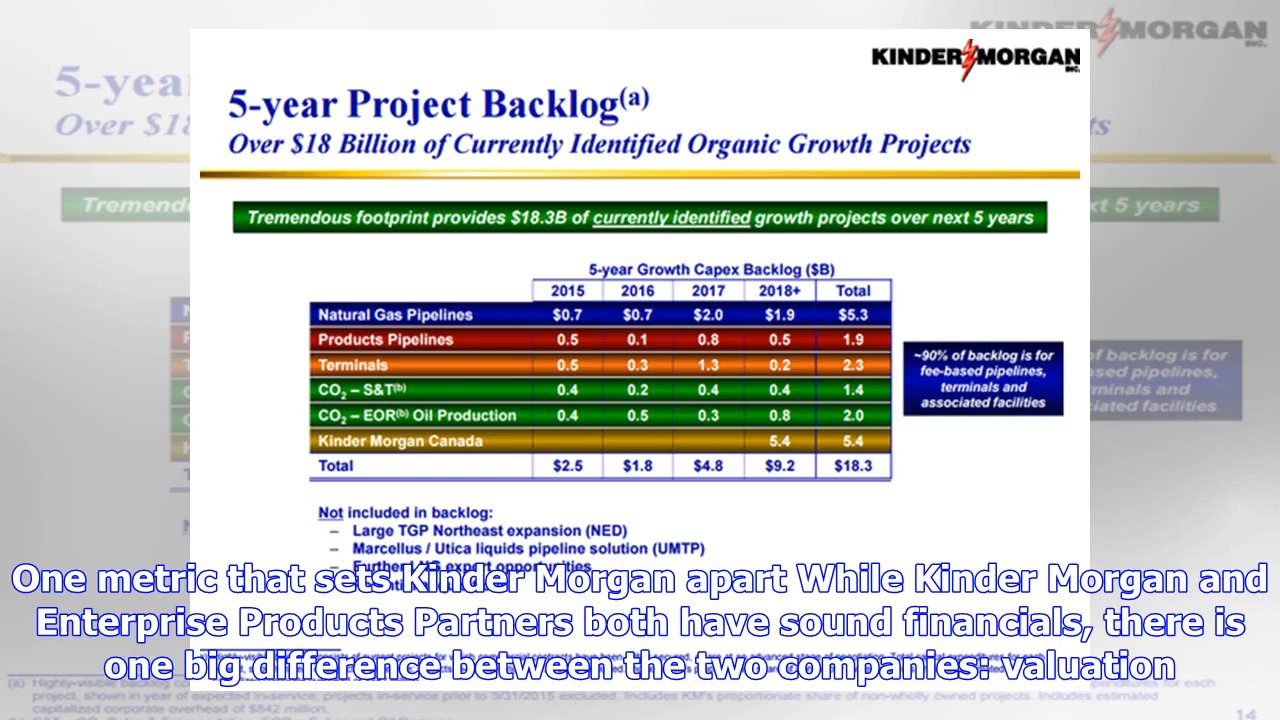 KINDER MORGAN
INC.
5-year Project Backlog(a)
Over $18 Billion of Currently Identified Organic Growth Projects
Tremendous footprint provides $18.3B of currently identified growth projects over next 5 years
5-year Growth Capex Backlog ($B)
2015 2016 2017 2018+ Total
Natural Gas Pipelines $0.7 $0.7 $2.0 $1.9 $5.3
Products Pipelines 0.5 0.1 0.8 0.5 1.9
Terminals 0.5 0.3 1.3 0.2 2.3
CO2 – S&T(b) 0.4 0.2 0.4 0.4 1.4
CO2 – EOR(b) Oil Production 0.4 0.5 0.3 0.8 2.0
Kinder Morgan Canada 5.4 5.4
Total $2.5 $1.8 $4.8 $9.2 $18.3
~90% of backlog is for
fee-based pipelines,
terminals and
associated facilities
Not included in backlog:
– Large TGP Northeast expansion (NED)
– Marcellus / Utica liquids pipeline solution (UMTP)
– Further export opportunities
One metric that sets Kinder Morgan apart While Kinder Morgan and
Enterprise Products Partners both have sound financials, there is
one big difference between the two companies: valuation
project, shown in year of expected in-service; projects in-service prior to 3/31/2015 excluded. Includes KM's proportionate share of non-wholly owned projects. Includes estimated
capitalized corporate overhead of $842 million.
14